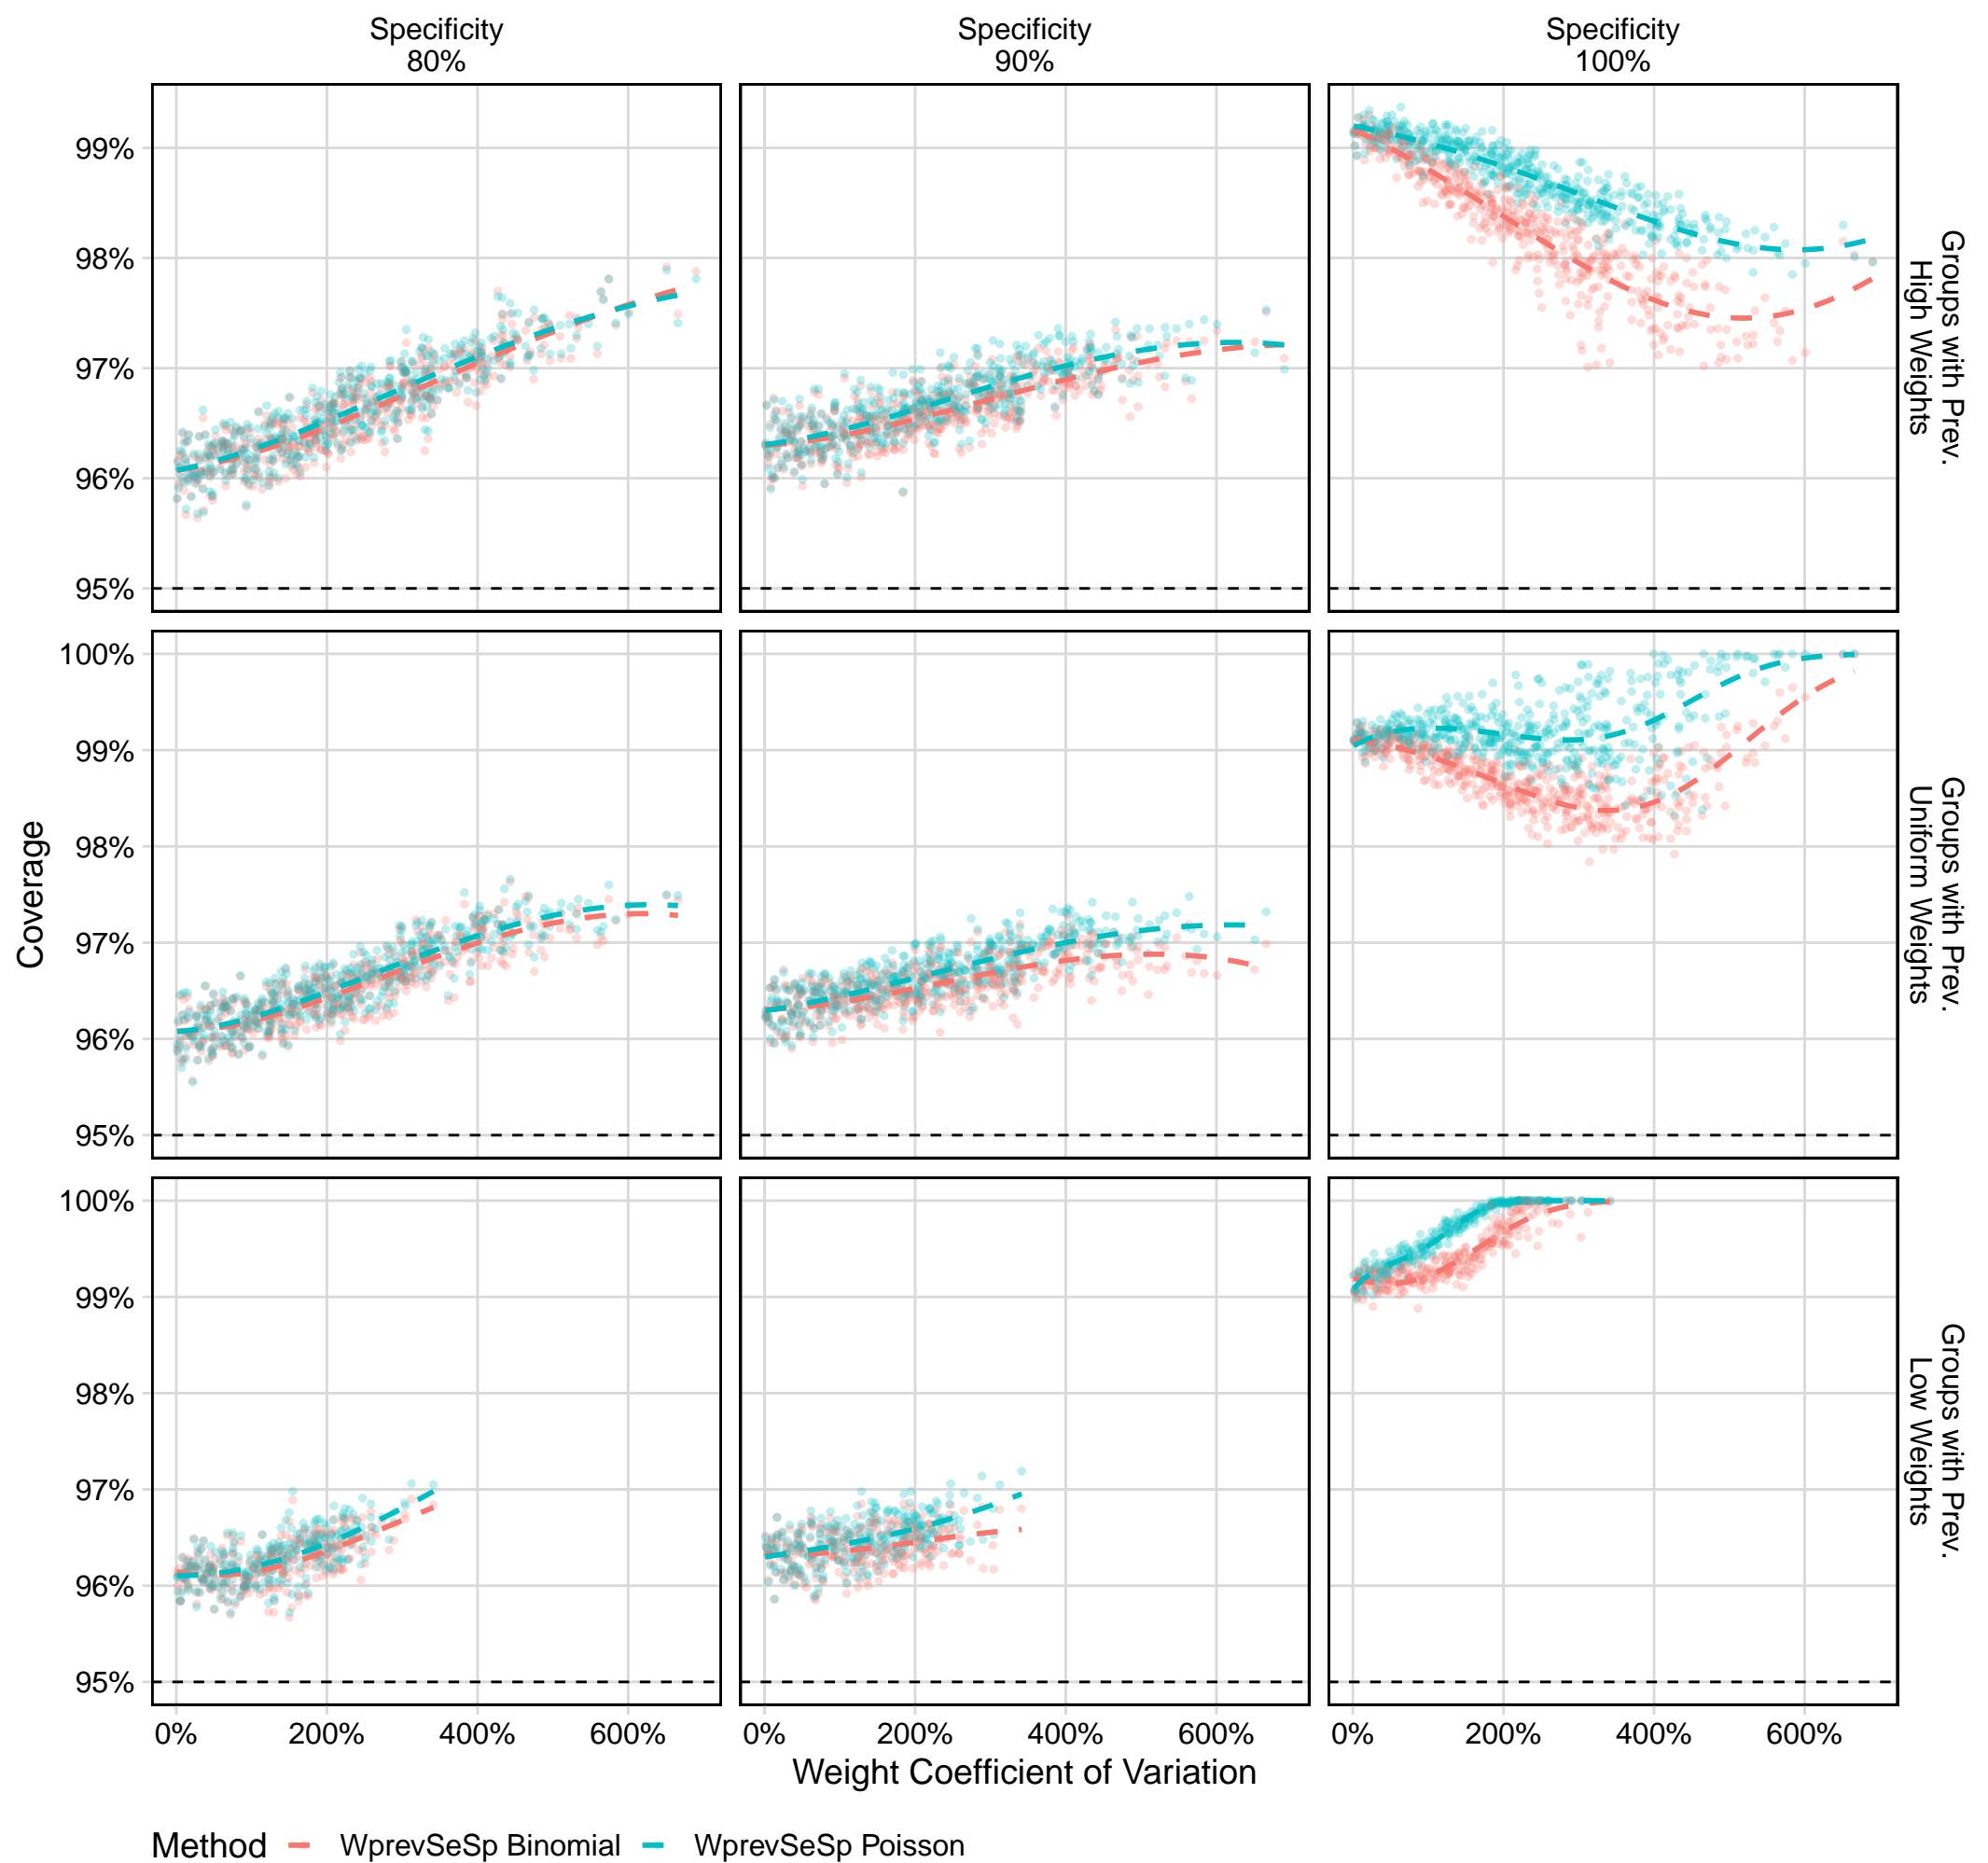 Specificity
80%
Specificity
90%
Specificity
100%
99%
98%
97%
96%
95%
Groups with Prev.
High Weights
100%
99%
98%
97%
96%
95%
Groups with Prev.
Uniform Weights
Coverage
100%
99%
98%
97%
96%
95%
Groups with Prev.
Low Weights
0% 200% 400% 600%
0% 200% 400% 600%
0% 200% 400% 600%
Weight Coefficient of Variation
Method WprevSeSp Binomial WprevSeSp Poisson